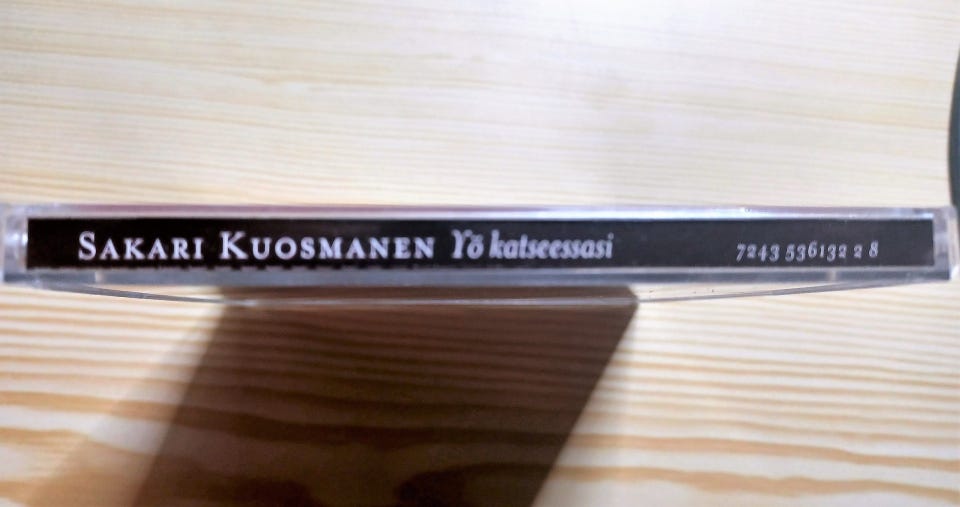 SAKARI KUOSMANEN Yö katseessasi 7243 536132 2 8